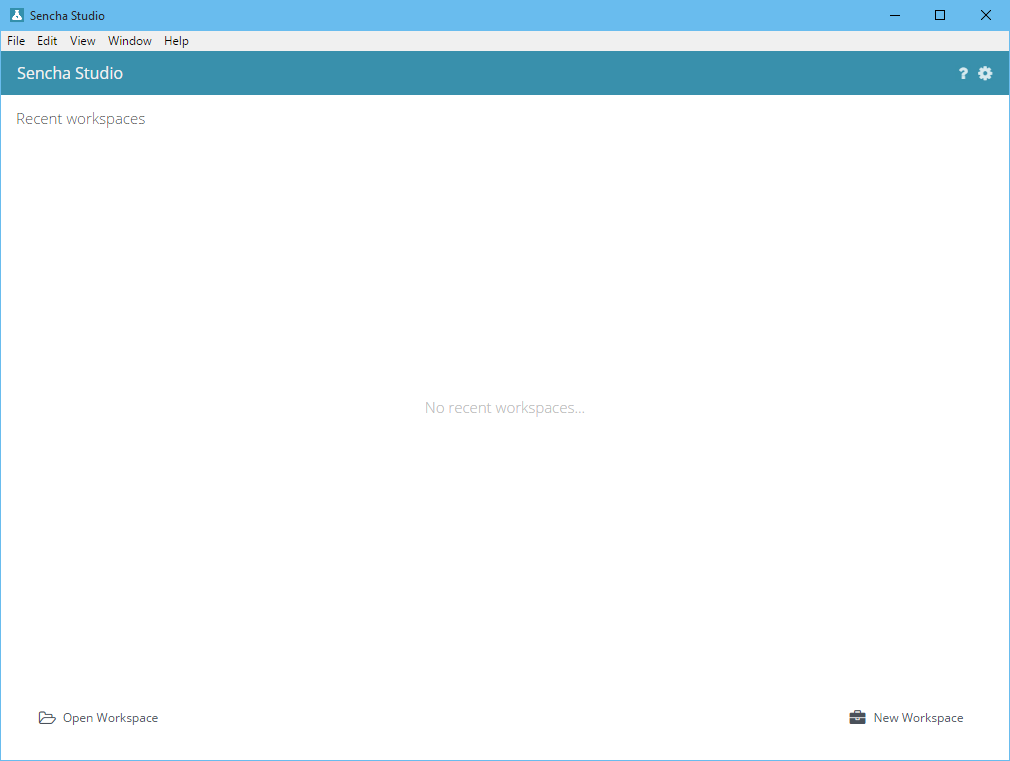 Sencha Studio
File Edit View Window Help
Sencha Studio ?
Recent workspaces
No recent workspaces...
Open Workspace New Workspace